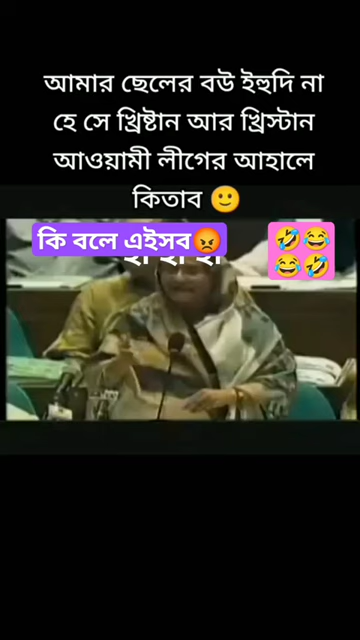 আমার ছেলের বউ ইহুদি না
হে সে খ্রিষ্টান আর খ্রিস্টান
আওয়ামী লীগের আহালে
কিতাব 🙂
কি বলে এইসব😡
🤣😂
😂🤣
হা হা হা